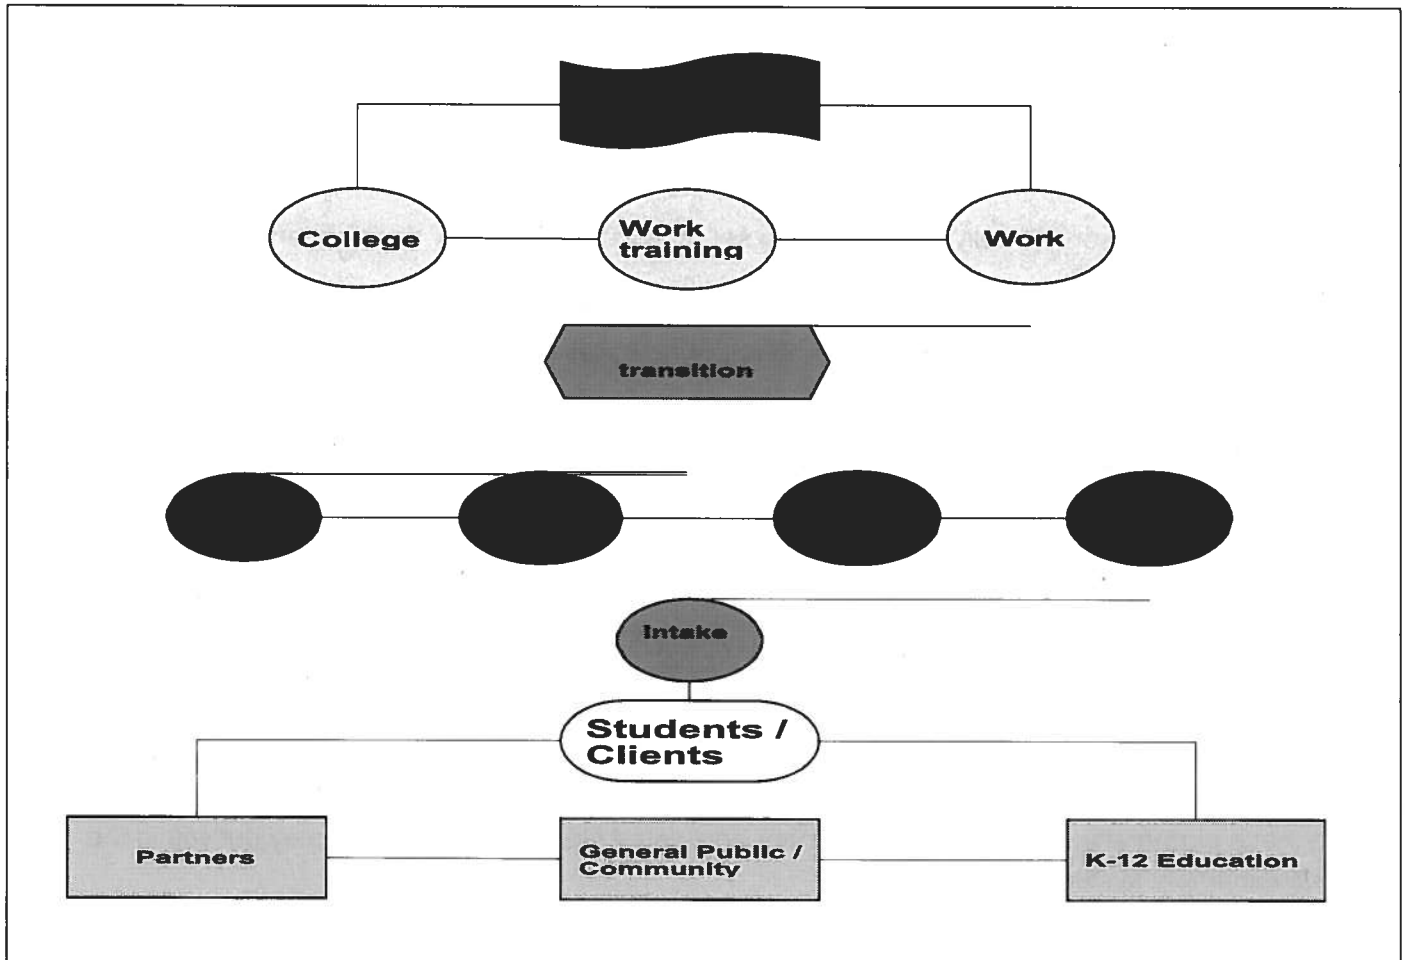 College
Work
training
Work
transition
Intake
Students /
Clients
Partners
General Public /
Community
K-12 Education